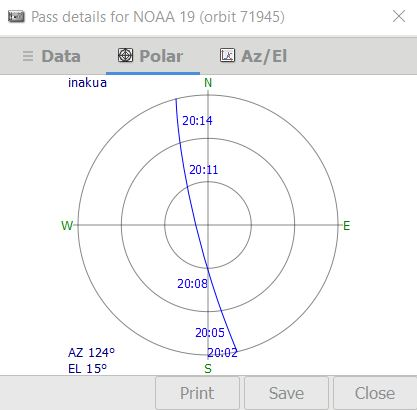 Pass details for NOAA 19 (orbit 71945)
Data Polar Az/El
inakua
N
20:14
20:11
W E
20:08
20:05
AZ 124° 20:02
EL 15° S
Print Save Close